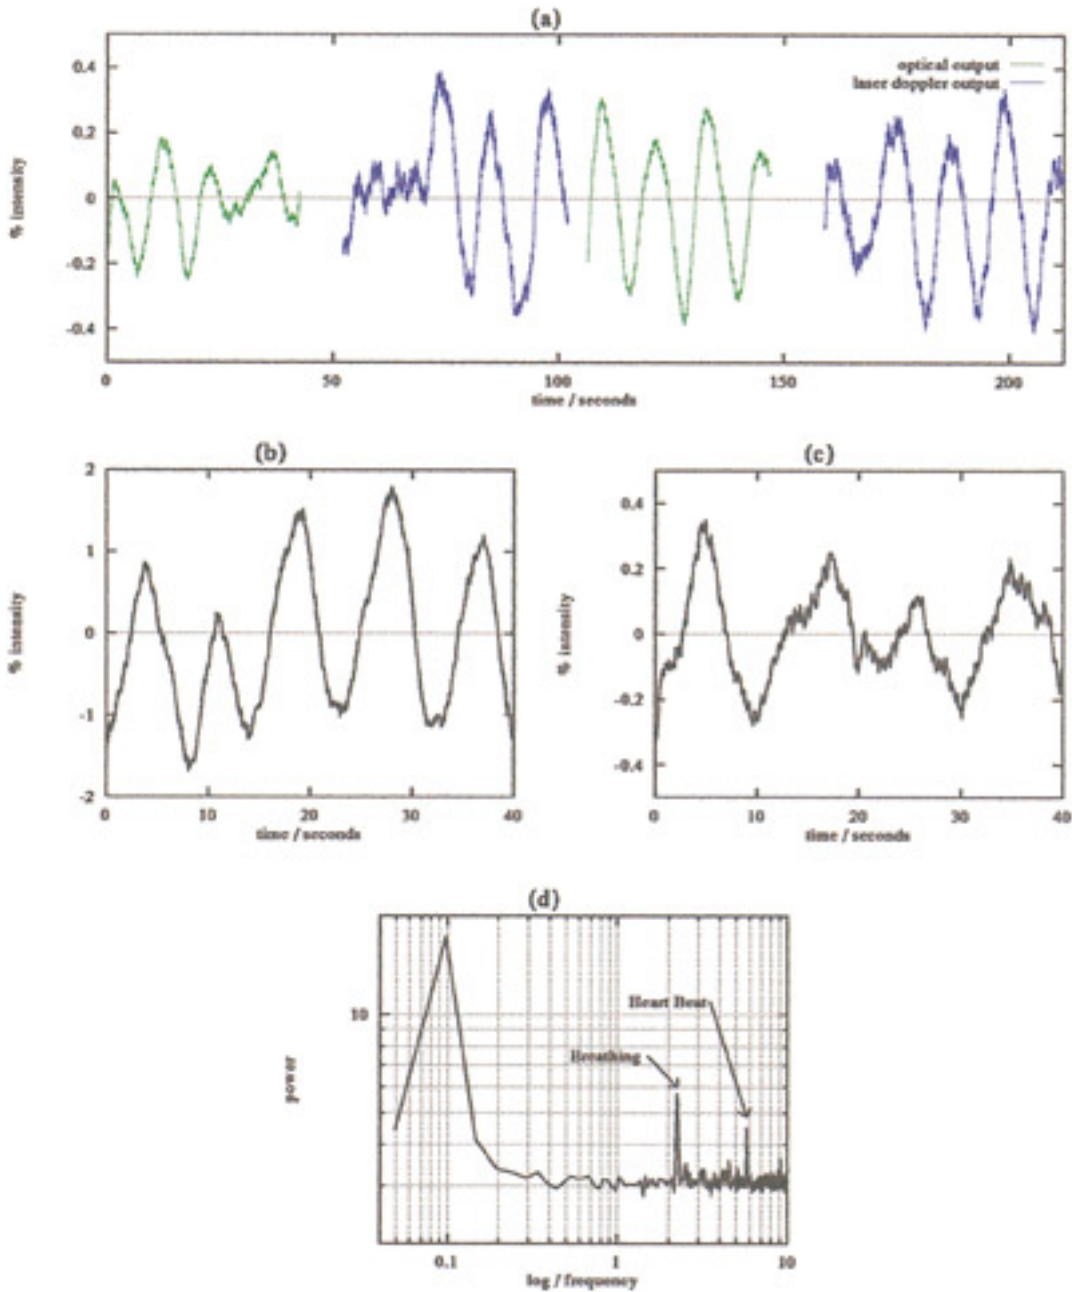 (a)
optical output
laser doppler output
% intensity
0.4
0.2
0
-0.2
-0.4
0 50 100 150 200
time / seconds
(b)
% intensity
2
1
0
-1
-2
0 10 20 30 40
time / seconds
(c)
% intensity
0.4
0.2
0
-0.2
-0.4
0 10 20 30 40
time / seconds
(d)
power
10
Heart Beat
Breathing
0.1 1 10
log / frequency